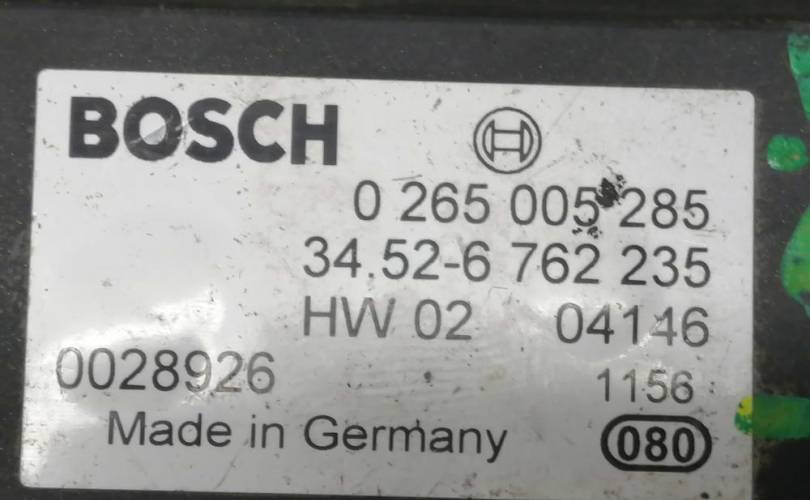 BOSCH
0 265 005 285
34.52-6 762 235
HW 02 04146
0028926 1156
Made in Germany 080